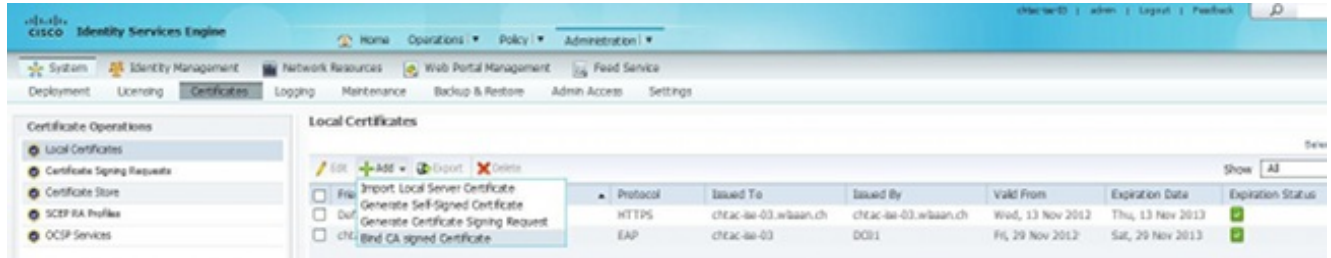 chtac-ise-03 | admin | Logout | Feedback
CISCO Identity Services Engine
Home Operations Policy Administration
System Identity Management Network Resources Web Portal Management Feed Service
Deployment Licensing Certificates Logging Maintenance Backup & Restore Admin Access Settings
Certificate Operations
Local Certificates
Certificate Signing Requests
Certificate Store
SCEP RA Profiles
OCSP Services
Local Certificates
Edit Add Export Delete
Show All
Import Local Server Certificate
Generate Self-Signed Certificate
Generate Certificate Signing Request
Bind CA signed Certificate
Protocol Issued To Issued By Valid From Expiration Date Expiration Status
HTTPS chtac-ise-03.wbaan.ch chtac-ise-03.wbaan.ch Wed, 13 Nov 2012 Thu, 13 Nov 2013
EAP chtac-ise-03 DC01 Fri, 29 Nov 2012 Sat, 29 Nov 2013